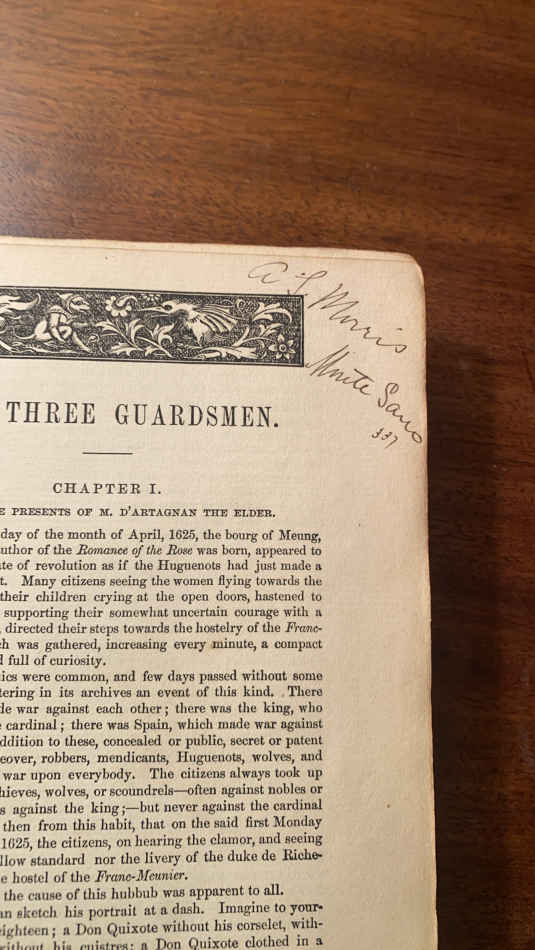 A L Morris
Monte Sano
337
THREE GUARDSMEN.
CHAPTER I.
PRESENTS OF M. D'ARTAGNAN THE ELDER.
day of the month of April, 1625, the bourg of Meung,
uthor of the Romance of the Rose was born, appeared to
te of revolution as if the Huguenots had just made a
t. Many citizens seeing the women flying towards the
their children crying at the open doors, hastened to
supporting their somewhat uncertain courage with a
, directed their steps towards the hostelry of the Franc-
ch was gathered, increasing every minute, a compact
d full of curiosity.
ics were common, and few days passed without some
tering in its archives an event of this kind. There
de war against each other; there was the king, who
e cardinal; there was Spain, which made war against
ddition to these, concealed or public, secret or patent
eover, robbers, mendicants, Huguenots, wolves, and
war upon everybody. The citizens always took up
hieves, wolves, or scoundrels—often against nobles or
s against the king;—but never against the cardinal
then from this habit, that on the said first Monday
1625, the citizens, on hearing the clamor, and seeing
llow standard nor the livery of the duke de Riche-
e hostel of the Franc-Meunier.
the cause of this hubbub was apparent to all.
an sketch his portrait at a dash. Imagine to your-
ighteen; a Don Quixote without his corselet, with-
without his cuistres; a Don Quixote clothed in a